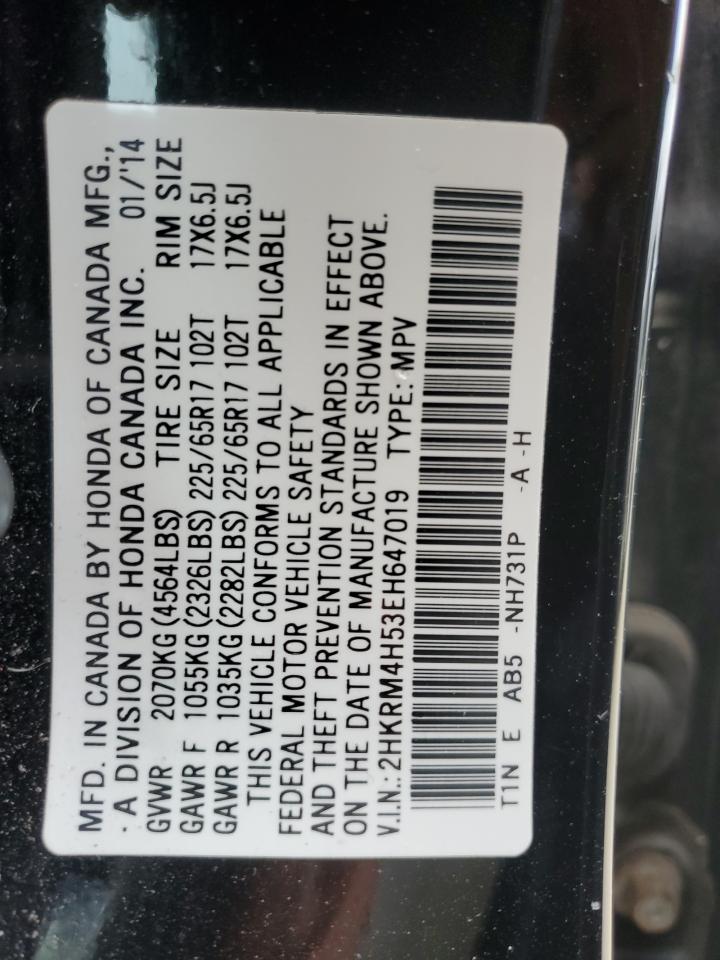 MFD. IN CANADA BY HONDA OF CANADA MFG.,
A DIVISION OF HONDA CANADA INC. 01/'14
GVWR 2070KG(4564LBS) TIRE SIZE RIM SIZE
GAWR F 1055KG(2326LBS) 225/65R17 102T 17X6.5J
GAWR R 1035KG(2282LBS) 225/65R17 102T 17X6.5J
THIS VEHICLE CONFORMS TO ALL APPLICABLE
FEDERAL MOTOR VEHICLE SAFETY
AND THEFT PREVENTION STANDARDS IN EFFECT
ON THE DATE OF MANUFACTURE SHOWN ABOVE.
V.I.N.: 2HKRM4H53EH647019 TYPE: MPV
T1N E AB5 -NH731P -A -H